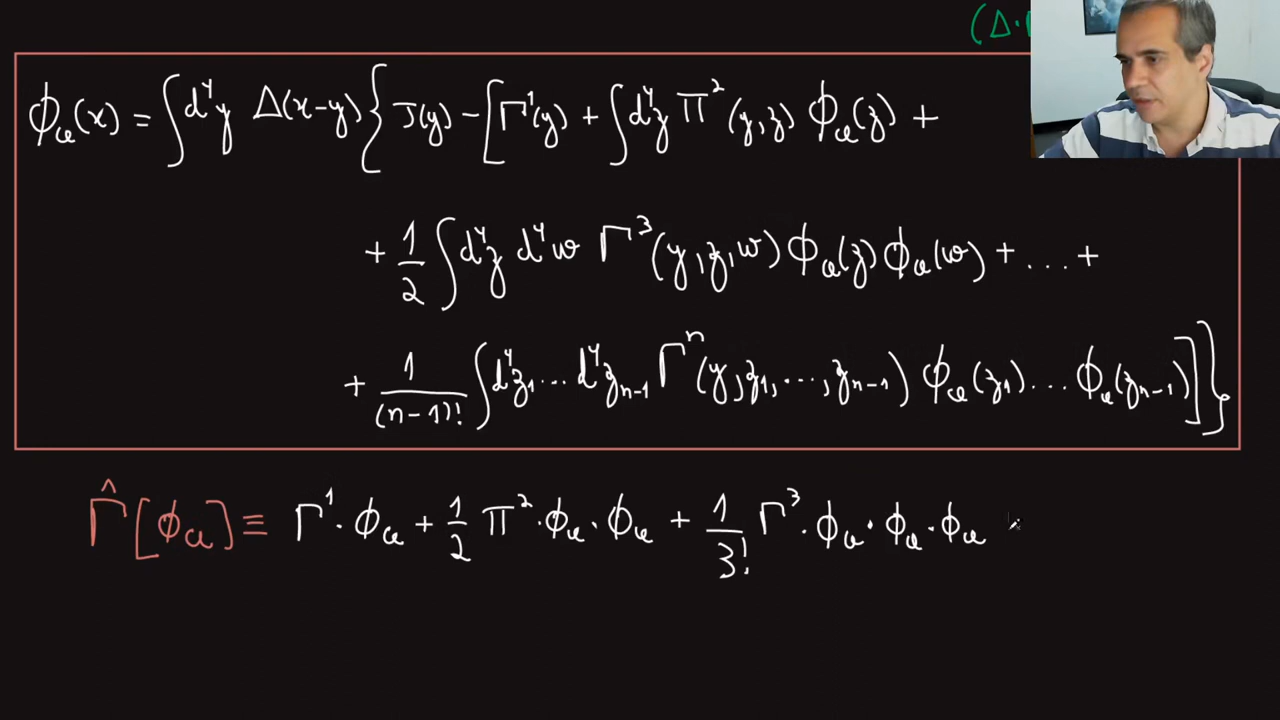 (Δ·
ϕ_cl(x) = ∫d⁴y Δ(x-y){J(y) - [Γ¹(y) + ∫d⁴z Π²(y,z) ϕ_cl(z) +
+ 1/2 ∫d⁴z d⁴w Γ³(y,z,w) ϕ_cl(z) ϕ_cl(w) + ... +
+ 1/(n-1)! ∫d⁴z₁...d⁴z_{n-1} Γⁿ(y,z₁,...,z_{n-1}) ϕ_cl(z₁)...ϕ_cl(z_{n-1})]}
Γ̂[ϕ_cl] ≡ Γ¹·ϕ_cl + 1/2 Π²·ϕ_cl·ϕ_cl + 1/3! Γ³·ϕ_cl·ϕ_cl·ϕ_cl